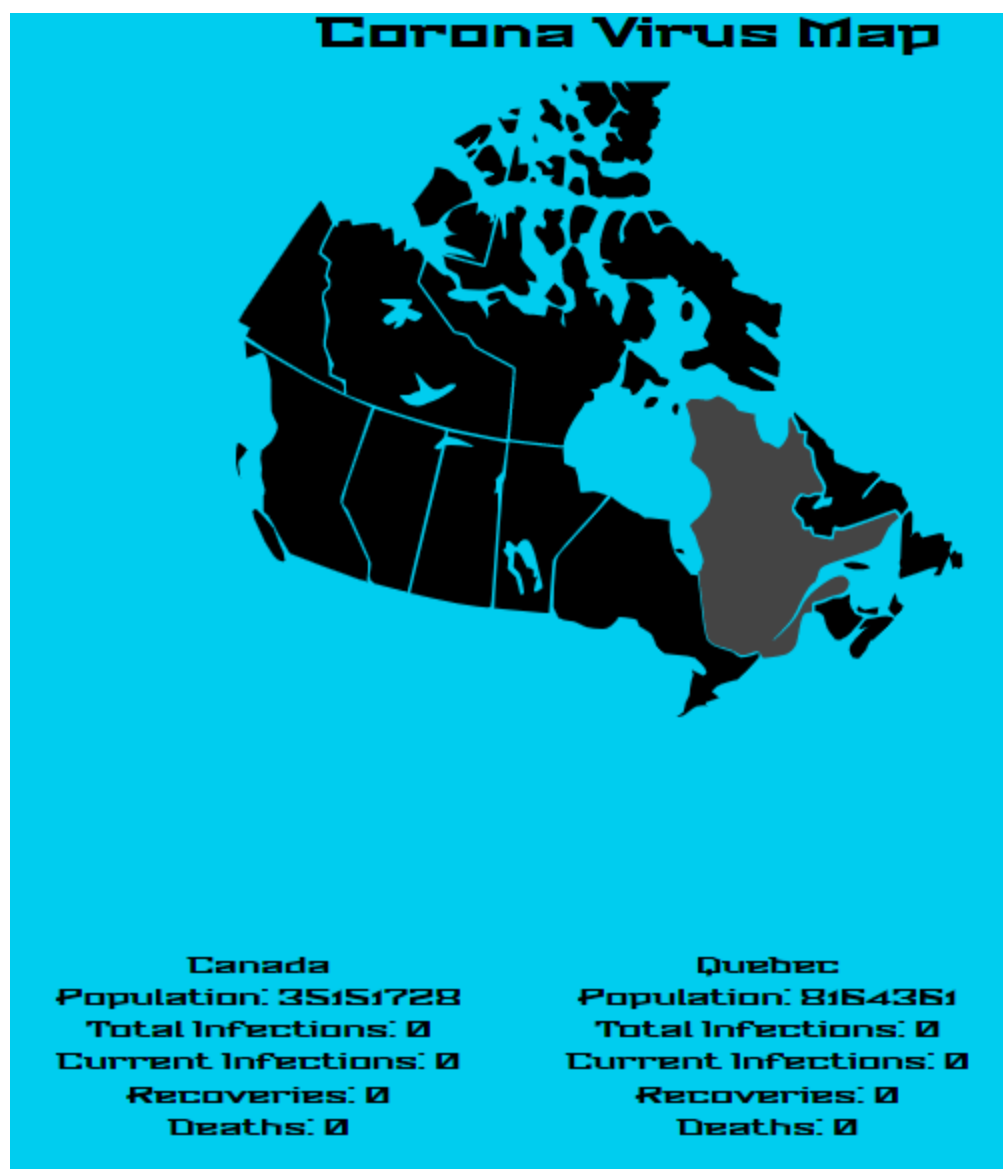 Corona Virus Map
Canada
Population: 35151728
Total Infections: 0
Current Infections: 0
Recoveries: 0
Deaths: 0
Quebec
Population: 8164361
Total Infections: 0
Current Infections: 0
Recoveries: 0
Deaths: 0